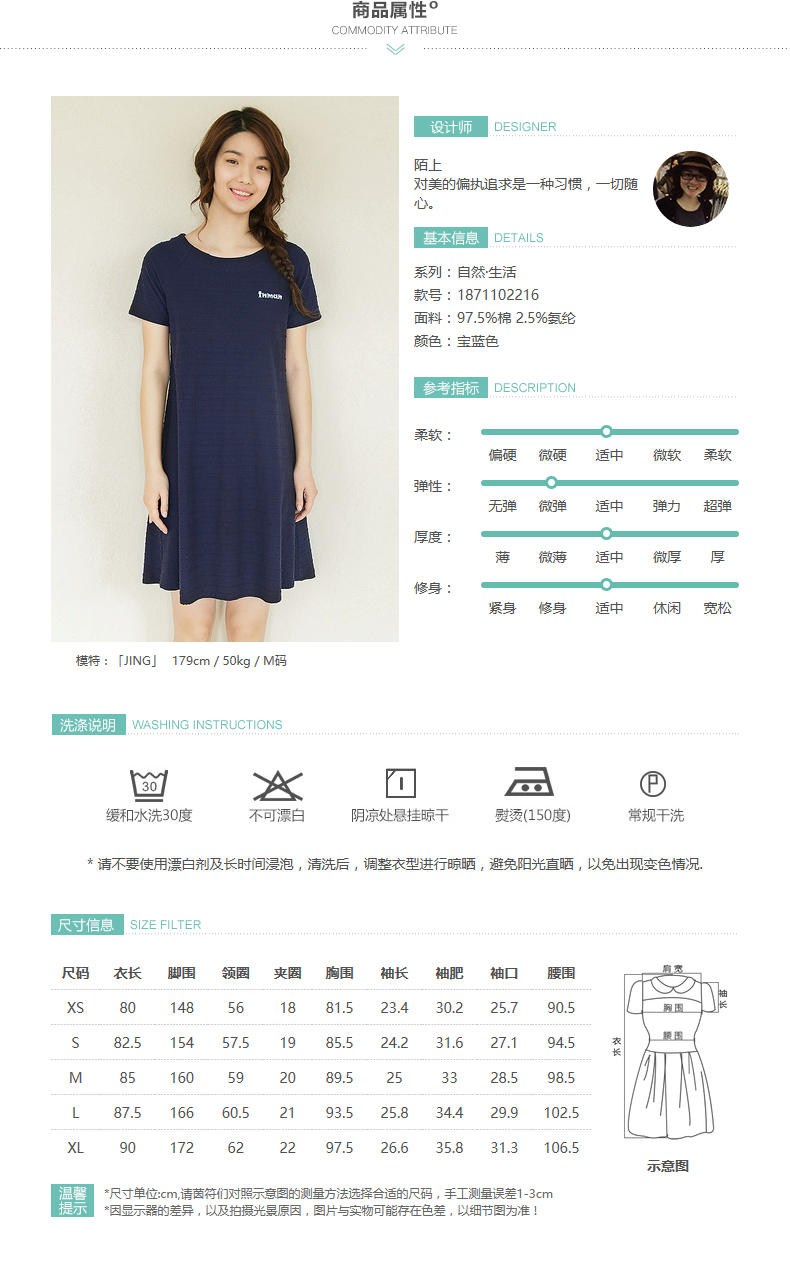 商品属性
COMMODITY ATTRIBUTE
inman
设计师 DESIGNER
陌上
对美的偏执追求是一种习惯，一切随
心。
基本信息 DETAILS
系列：自然·生活
款号：1871102216
面料：97.5%棉 2.5%氨纶
颜色：宝蓝色
参考指标 DESCRIPTION
柔软：
偏硬 微硬 适中 微软 柔软
弹性：
无弹 微弹 适中 弹力 超弹
厚度：
薄 微薄 适中 微厚 厚
修身：
紧身 修身 适中 休闲 宽松
模特：「JING」 179cm / 50kg / M码
洗涤说明 WASHING INSTRUCTIONS
30
P
缓和水洗30度 不可漂白 阴凉处悬挂晾干 熨烫(150度) 常规干洗
* 请不要使用漂白剂及长时间浸泡，清洗后，调整衣型进行晾晒，避免阳光直晒，以免出现变色情况.
尺寸信息 SIZE FILTER
尺码 衣长 脚围 领圈 夹圈 胸围 袖长 袖肥 袖口 腰围
XS 80 148 56 18 81.5 23.4 30.2 25.7 90.5
S 82.5 154 57.5 19 85.5 24.2 31.6 27.1 94.5
M 85 160 59 20 89.5 25 33 28.5 98.5
L 87.5 166 60.5 21 93.5 25.8 34.4 29.9 102.5
XL 90 172 62 22 97.5 26.6 35.8 31.3 106.5
肩宽
袖长
胸围
腰围
衣长
示意图
温馨
提示
*尺寸单位:cm,请茵符们对照示意图的测量方法选择合适的尺码，手工测量误差1-3cm
*因显示器的差异，以及拍摄光景原因，图片与实物可能存在色差，以细节图为准！